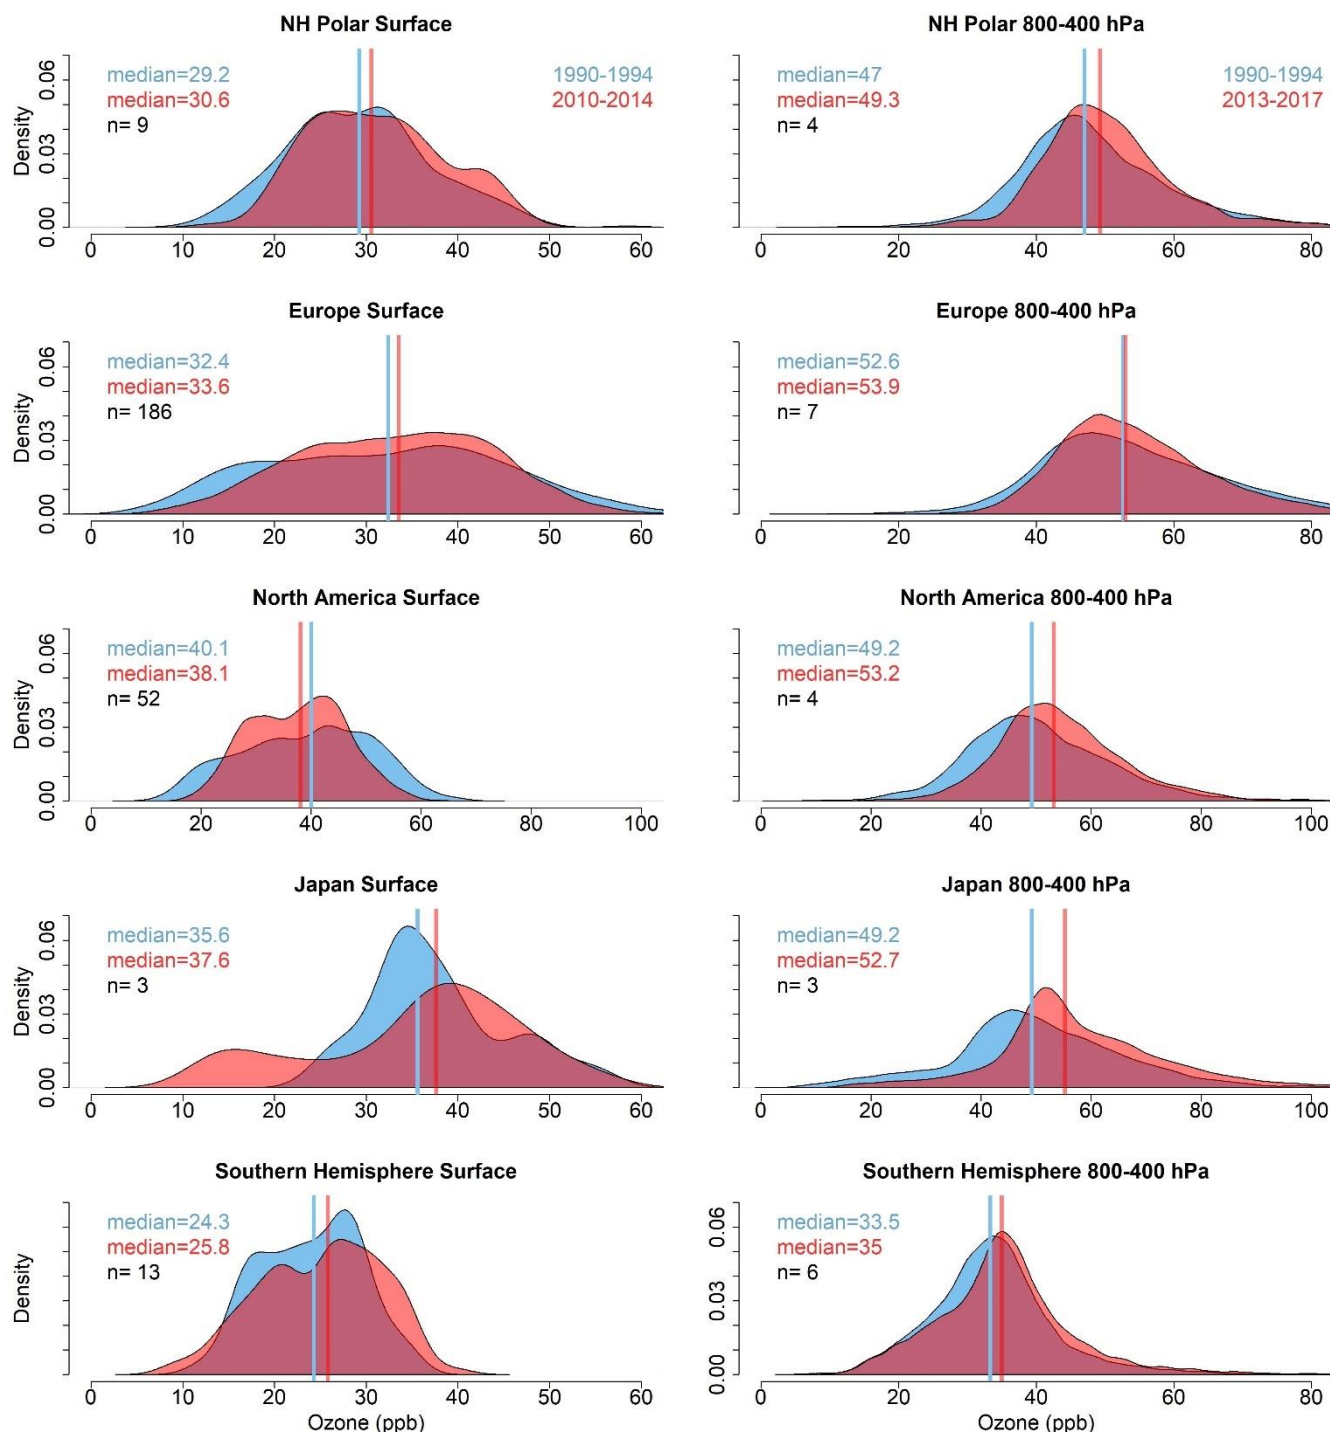 NH Polar Surface
median=29.2
1990-1994
median=30.6
2010-2014
n= 9
Density
0.00 0.03 0.06
0 10 20 30 40 50 60
NH Polar 800-400 hPa
median=47
1990-1994
median=49.3
2013-2017
n= 4
0 20 40 60 80
Europe Surface
median=32.4
median=33.6
n= 186
Density
0.00 0.03 0.06
0 10 20 30 40 50 60
Europe 800-400 hPa
median=52.6
median=53.9
n= 7
0 20 40 60 80
North America Surface
median=40.1
median=38.1
n= 52
Density
0.00 0.03 0.06
0 20 40 60 80 100
North America 800-400 hPa
median=49.2
median=53.2
n= 4
0 20 40 60 80 100
Japan Surface
median=35.6
median=37.6
n= 3
Density
0.00 0.03 0.06
0 10 20 30 40 50 60
Japan 800-400 hPa
median=49.2
median=52.7
n= 3
0 20 40 60 80 100
Southern Hemisphere Surface
median=24.3
median=25.8
n= 13
Density
0 10 20 30 40 50 60
Ozone (ppb)
Southern Hemisphere 800-400 hPa
median=33.5
median=35
n= 6
0.00 0.03 0.06
0 20 40 60 80
Ozone (ppb)